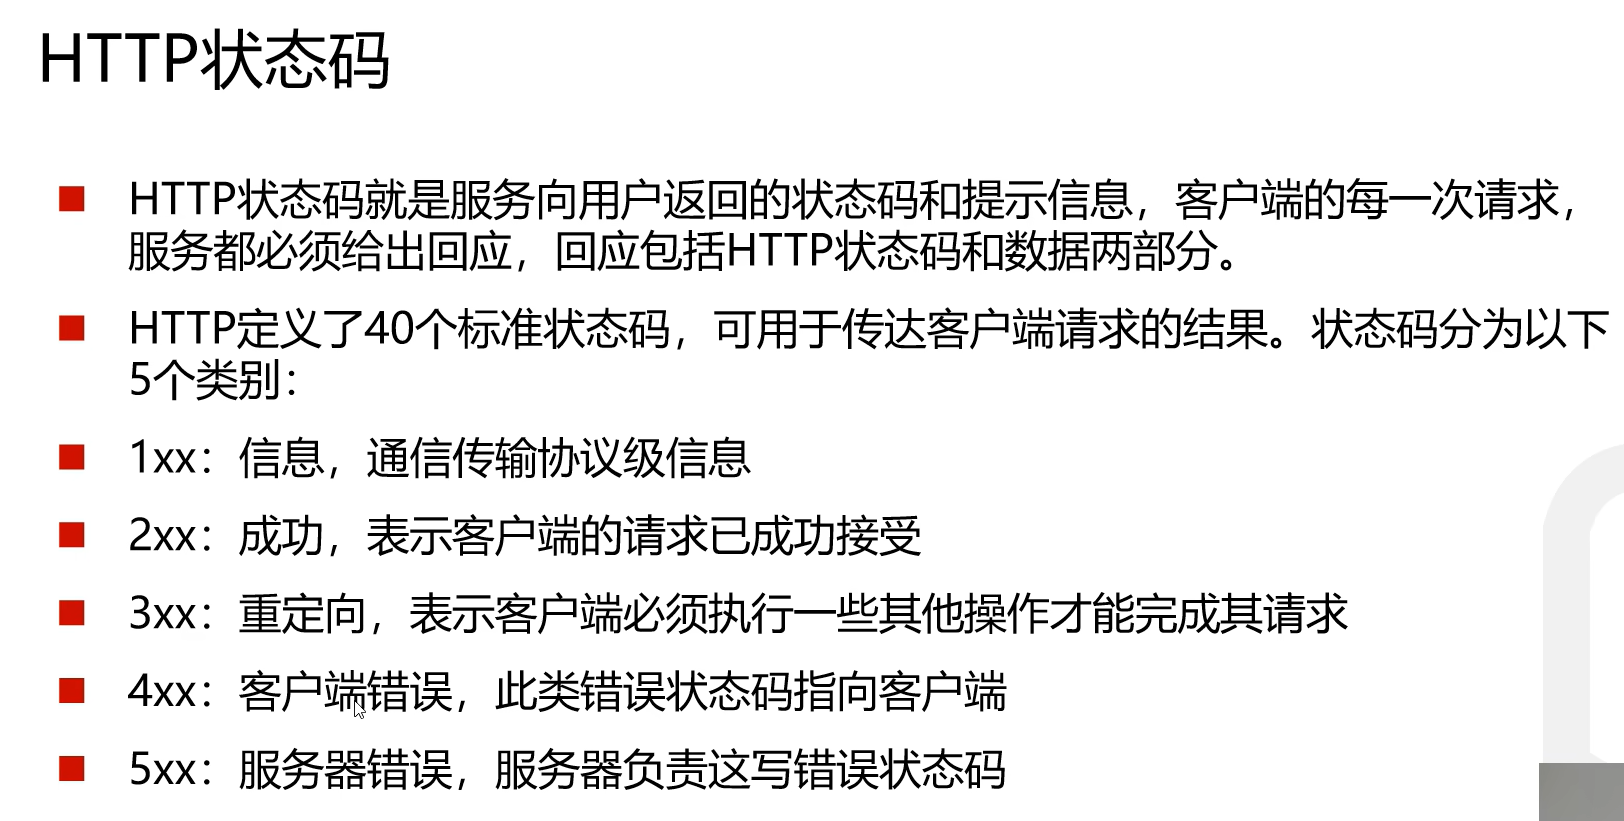 HTTP状态码
HTTP状态码就是服务向用户返回的状态码和提示信息，客户端的每一次请求，
服务都必须给出回应，回应包括HTTP状态码和数据两部分。
HTTP定义了40个标准状态码，可用于传达客户端请求的结果。状态码分为以下
5个类别：
1xx：信息，通信传输协议级信息
2xx：成功，表示客户端的请求已成功接受
3xx：重定向，表示客户端必须执行一些其他操作才能完成其请求
4xx：客户端错误，此类错误状态码指向客户端
5xx：服务器错误，服务器负责这写错误状态码